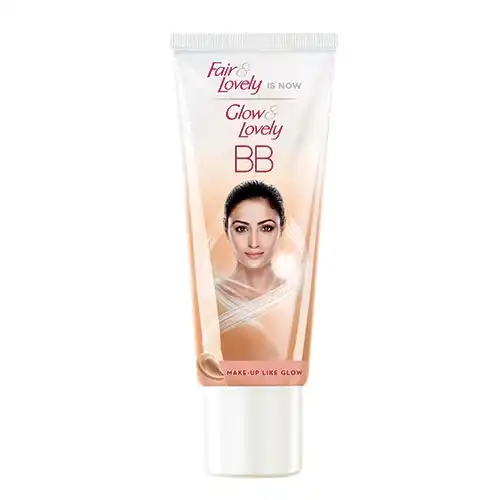 Fair &
Lovely IS NOW
Glow &
Lovely
BB
MAKE-UP LIKE GLOW